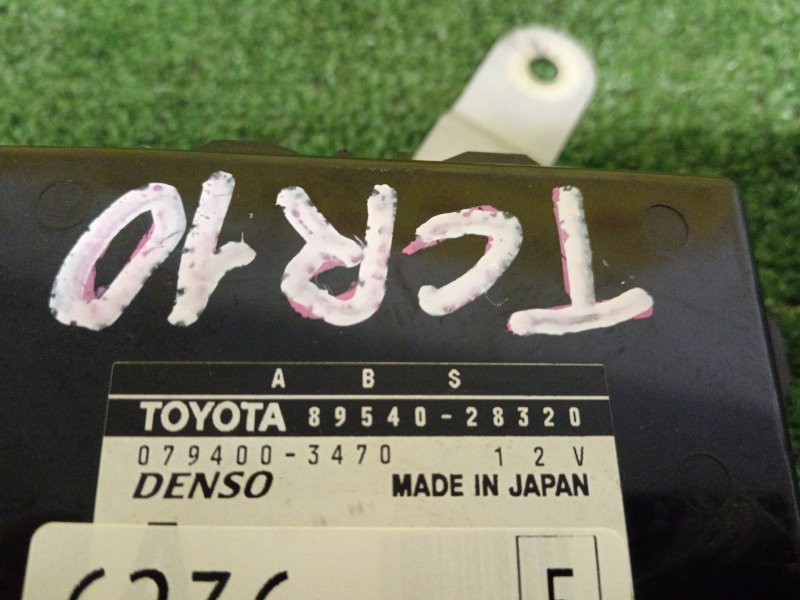 TCR10
A B S
TOYOTA 89540-28320
079400-3470 12V
DENSO MADE IN JAPAN